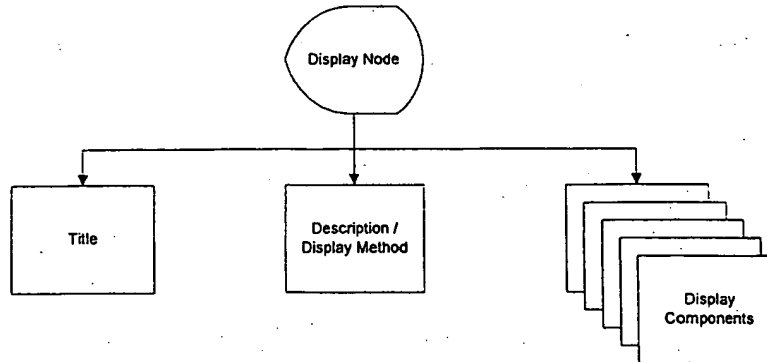 Display Node
Title
Description /
Display Method
Display
Components